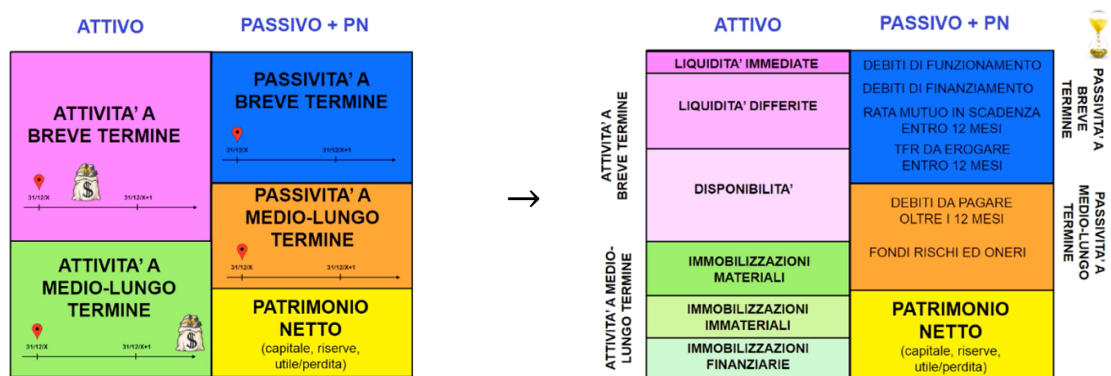 ATTIVO
PASSIVO + PN
ATTIVITA' A
BREVE TERMINE
31/12/X
31/12/X+1
ATTIVITA' A
MEDIO-LUNGO
TERMINE
31/12/X
31/12/X+1
PASSIVITA' A
BREVE TERMINE
31/12/X
31/12/X+1
PASSIVITA' A
MEDIO-LUNGO
TERMINE
31/12/X
31/12/X+1
PATRIMONIO
NETTO
(capitale, riserve,
utile/perdita)
→
ATTIVO
PASSIVO + PN
ATTIVITA' A
BREVE TERMINE
ATTIVITA' A MEDIO-
LUNGO TERMINE
LIQUIDITA' IMMEDIATE
LIQUIDITA' DIFFERITE
DISPONIBILITA'
IMMOBILIZZAZIONI
MATERIALI
IMMOBILIZZAZIONI
IMMATERIALI
IMMOBILIZZAZIONI
FINANZIARIE
DEBITI DI FUNZIONAMENTO
DEBITI DI FINANZIAMENTO
RATA MUTUO IN SCADENZA
ENTRO 12 MESI
TFR DA EROGARE
ENTRO 12 MESI
DEBITI DA PAGARE
OLTRE I 12 MESI
FONDI RISCHI ED ONERI
PATRIMONIO
NETTO
(capitale, riserve,
utile/perdita)
PASSIVITA' A
BREVE
TERMINE
PASSIVITA' A
MEDIO-LUNGO
TERMINE